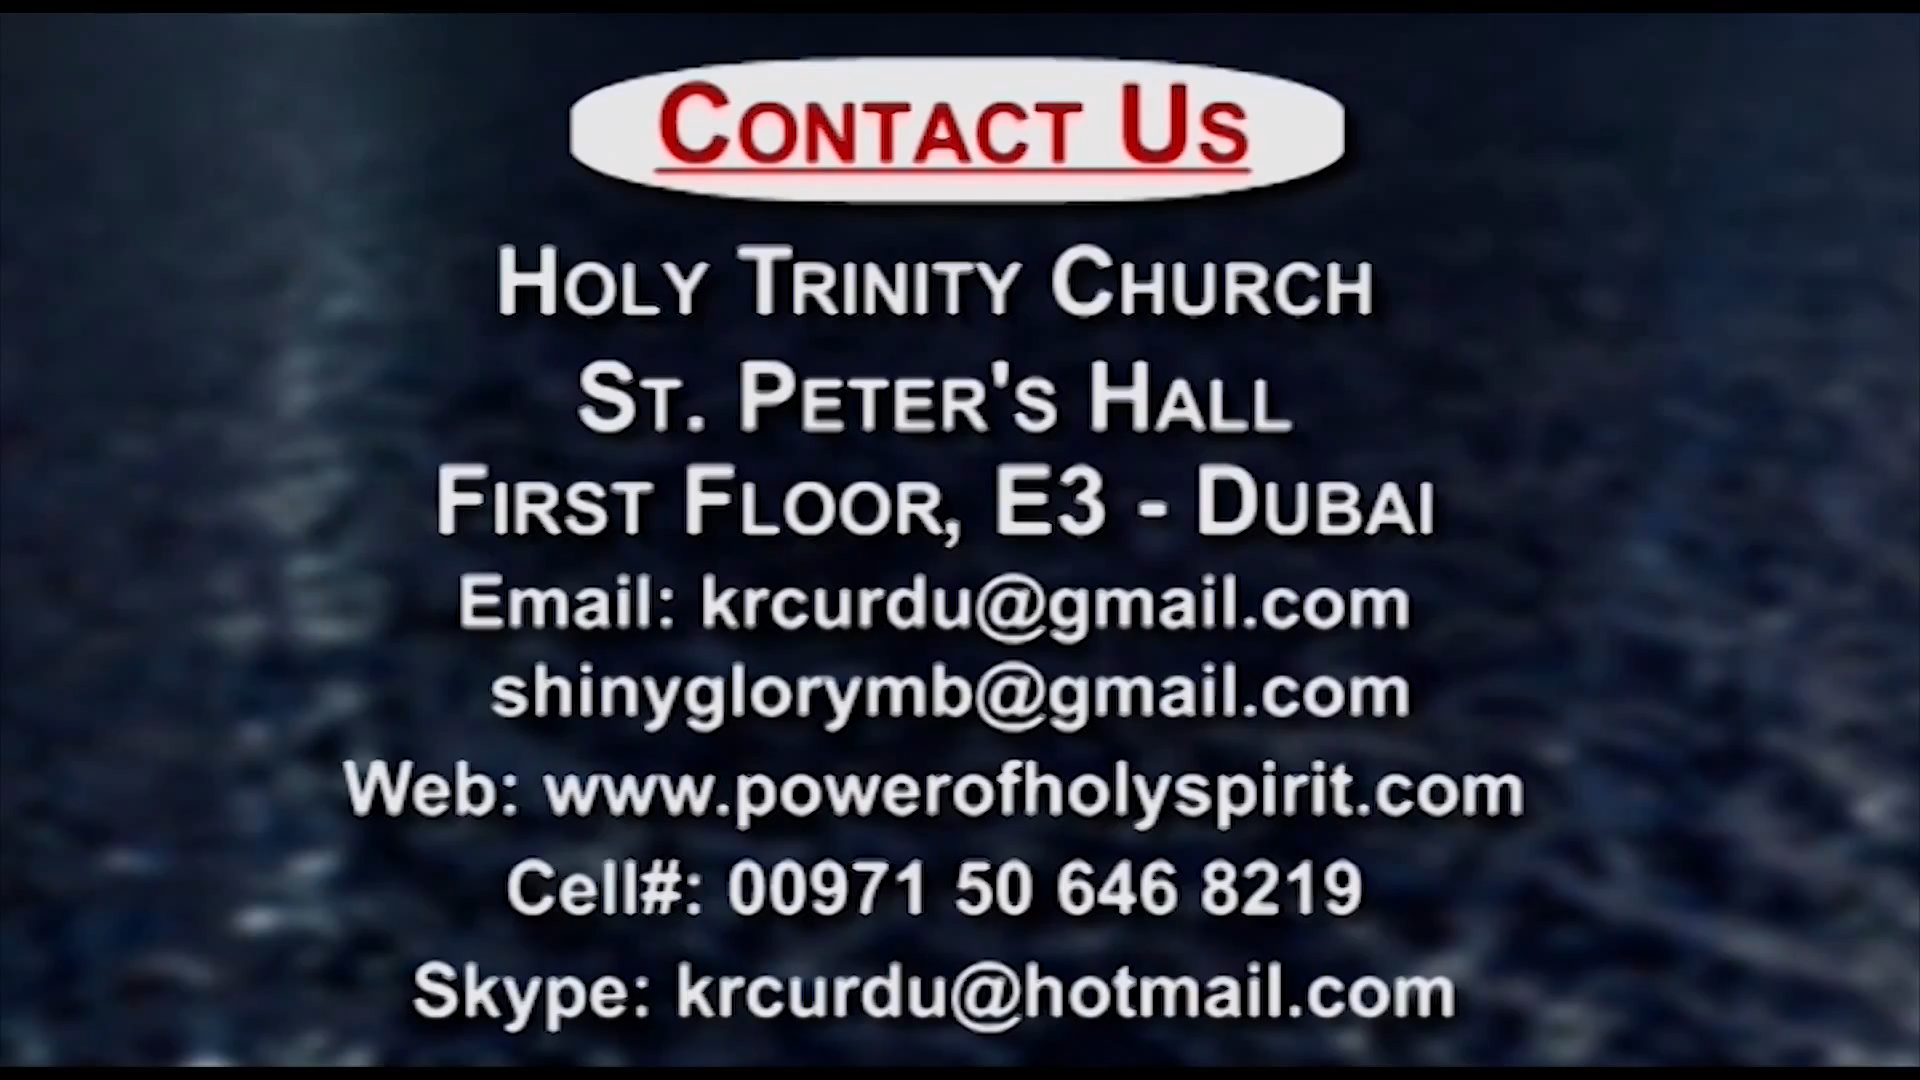 Contact Us
Holy Trinity Church
St. Peter's Hall
First Floor, E3 - Dubai
Email: krcurdu@gmail.com
shinyglorymb@gmail.com
Web: www.powerofholyspirit.com
Cell#: 00971 50 646 8219
Skype: krcurdu@hotmail.com